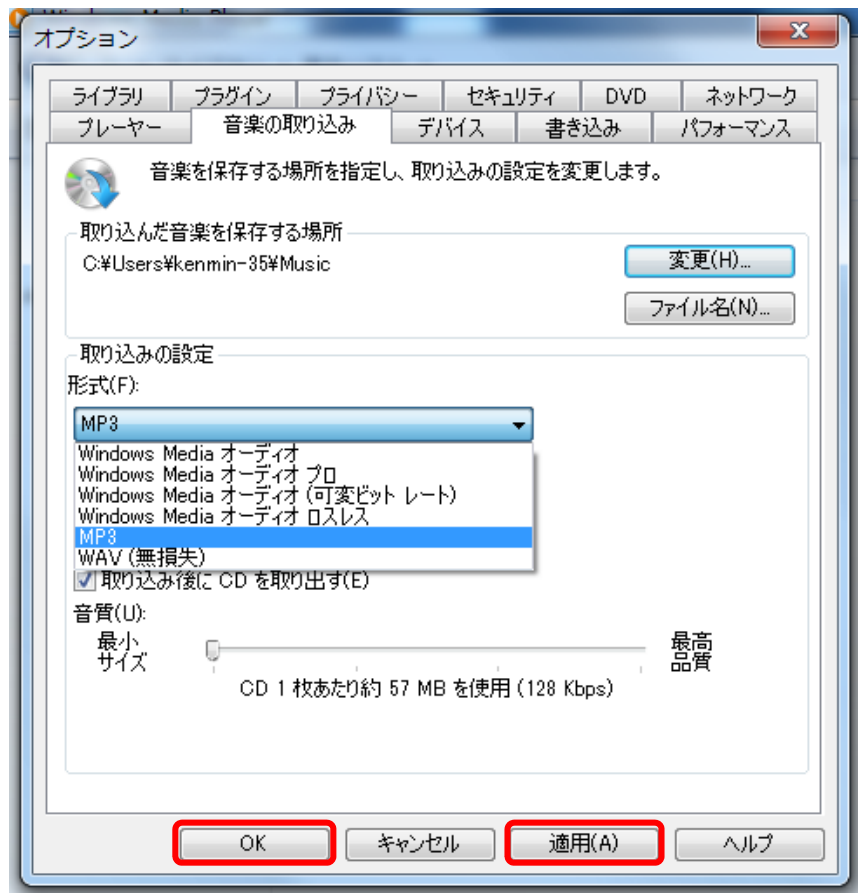 オプション
ライブラリ プラグイン プライバシー セキュリティ DVD ネットワーク
プレーヤー 音楽の取り込み デバイス 書き込み パフォーマンス
音楽を保存する場所を指定し、取り込みの設定を変更します。
取り込んだ音楽を保存する場所
C:¥Users¥kenmin-35¥Music
変更(H)...
ファイル名(N)...
取り込みの設定
形式(F):
MP3
Windows Media オーディオ
Windows Media オーディオ プロ
Windows Media オーディオ (可変ビット レート)
Windows Media オーディオ ロスレス
MP3
WAV (無損失)
取り込み後に CD を取り出す(E)
音質(U):
最小
サイズ
最高
品質
CD 1 枚あたり約 57 MB を使用 (128 Kbps)
OK キャンセル 適用(A) ヘルプ